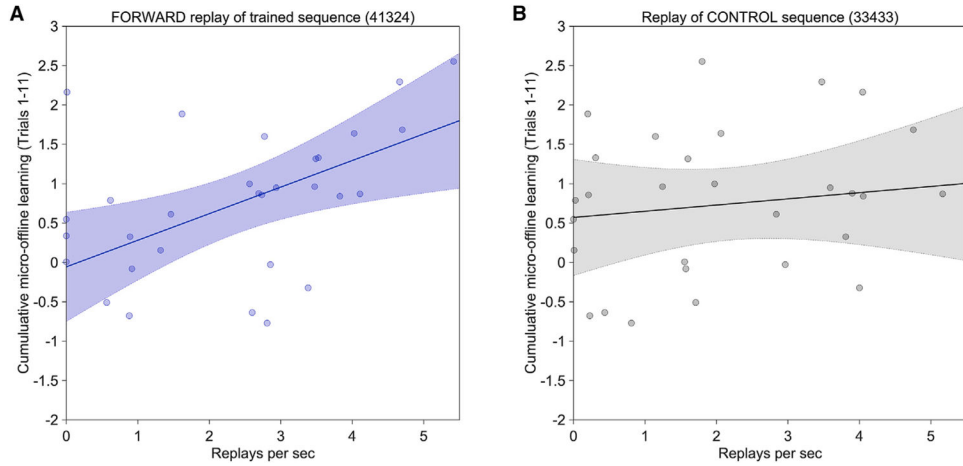 A
FORWARD replay of trained sequence (41324)
Cumuluative micro-offline learning (Trials 1-11)
3
2.5
2
1.5
1
0.5
0
-0.5
-1
-1.5
-2
0 1 2 3 4 5
Replays per sec
B
Replay of CONTROL sequence (33433)
Cumuluative micro-offline learning (Trials 1-11)
3
2.5
2
1.5
1
0.5
0
-0.5
-1
-1.5
-2
0 1 2 3 4 5
Replays per sec